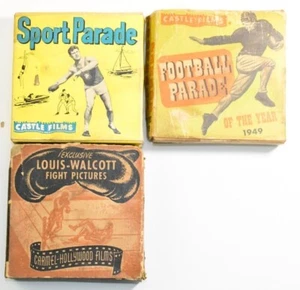 Sport Parade
CASTLE FILMS
CASTLE FILMS
FOOTBALL
PARADE
OF THE YEAR
1949
EXCLUSIVE
LOUIS-WALCOTT
FIGHT PICTURES
CARMEL-HOLLYWOOD FILMS